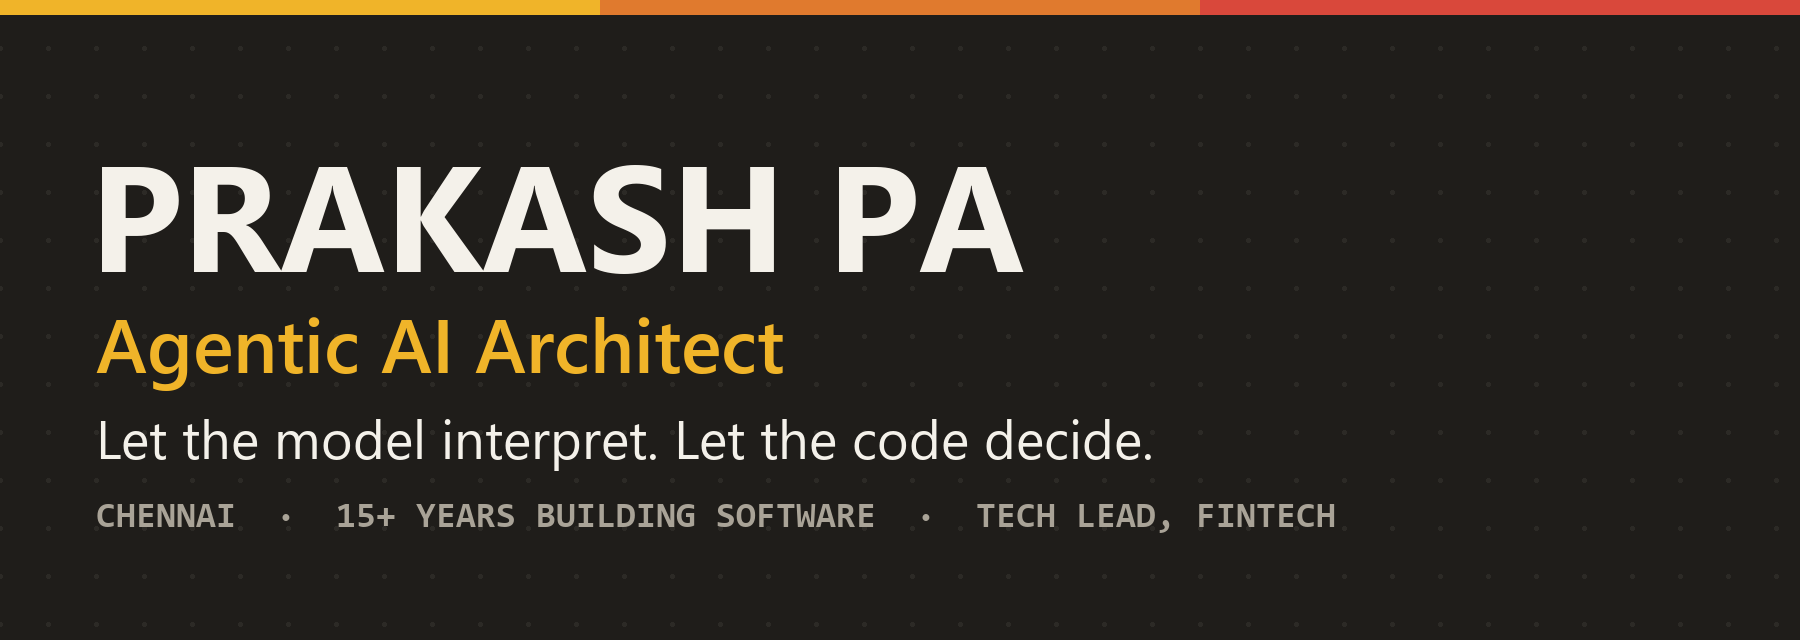 PRAKASH PA
Agentic AI Architect
Let the model interpret. Let the code decide.
CHENNAI · 15+ YEARS BUILDING SOFTWARE · TECH LEAD, FINTECH